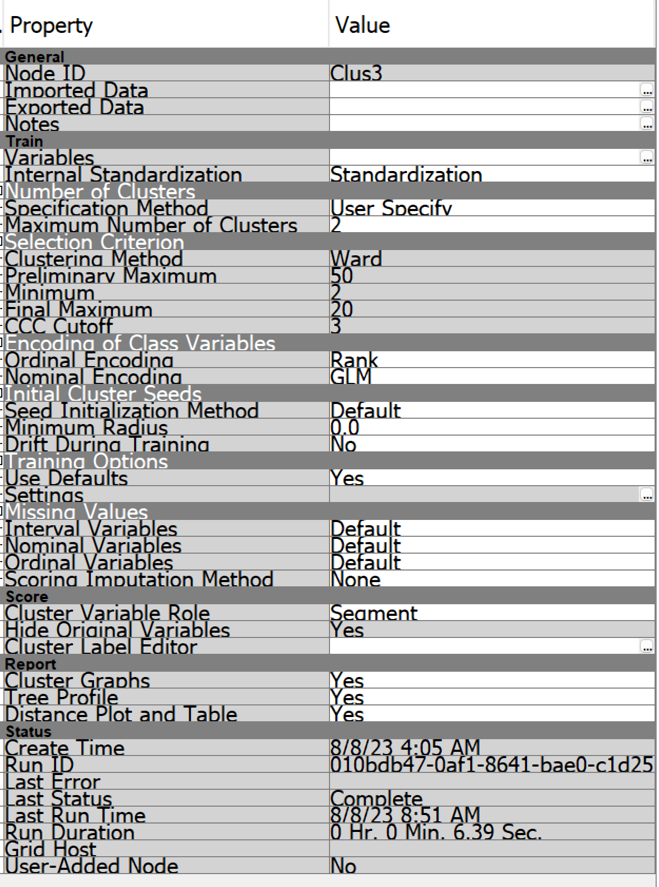 Property Value
General
Node ID Clus3
Imported Data ...
Exported Data ...
Notes ...
Train
Variables ...
Internal Standardization Standardization
Number of Clusters
Specification Method User Specify
Maximum Number of Clusters 2
Selection Criterion
Clustering Method Ward
Preliminary Maximum 50
Minimum 2
Final Maximum 20
CCC Cutoff 3
Encoding of Class Variables
Ordinal Encoding Rank
Nominal Encoding GLM
Initial Cluster Seeds
Seed Initialization Method Default
Minimum Radius 0.0
Drift During Training No
Training Options
Use Defaults Yes
Settings ...
Missing Values
Interval Variables Default
Nominal Variables Default
Ordinal Variables Default
Scoring Imputation Method None
Score
Cluster Variable Role Segment
Hide Original Variables Yes
Cluster Label Editor ...
Report
Cluster Graphs Yes
Tree Profile Yes
Distance Plot and Table Yes
Status
Create Time 8/8/23 4:05 AM
Run ID 010bdb47-0af1-8641-bae0-c1d25
Last Error
Last Status Complete
Last Run Time 8/8/23 8:51 AM
Run Duration 0 Hr. 0 Min. 6.39 Sec.
Grid Host
User-Added Node No